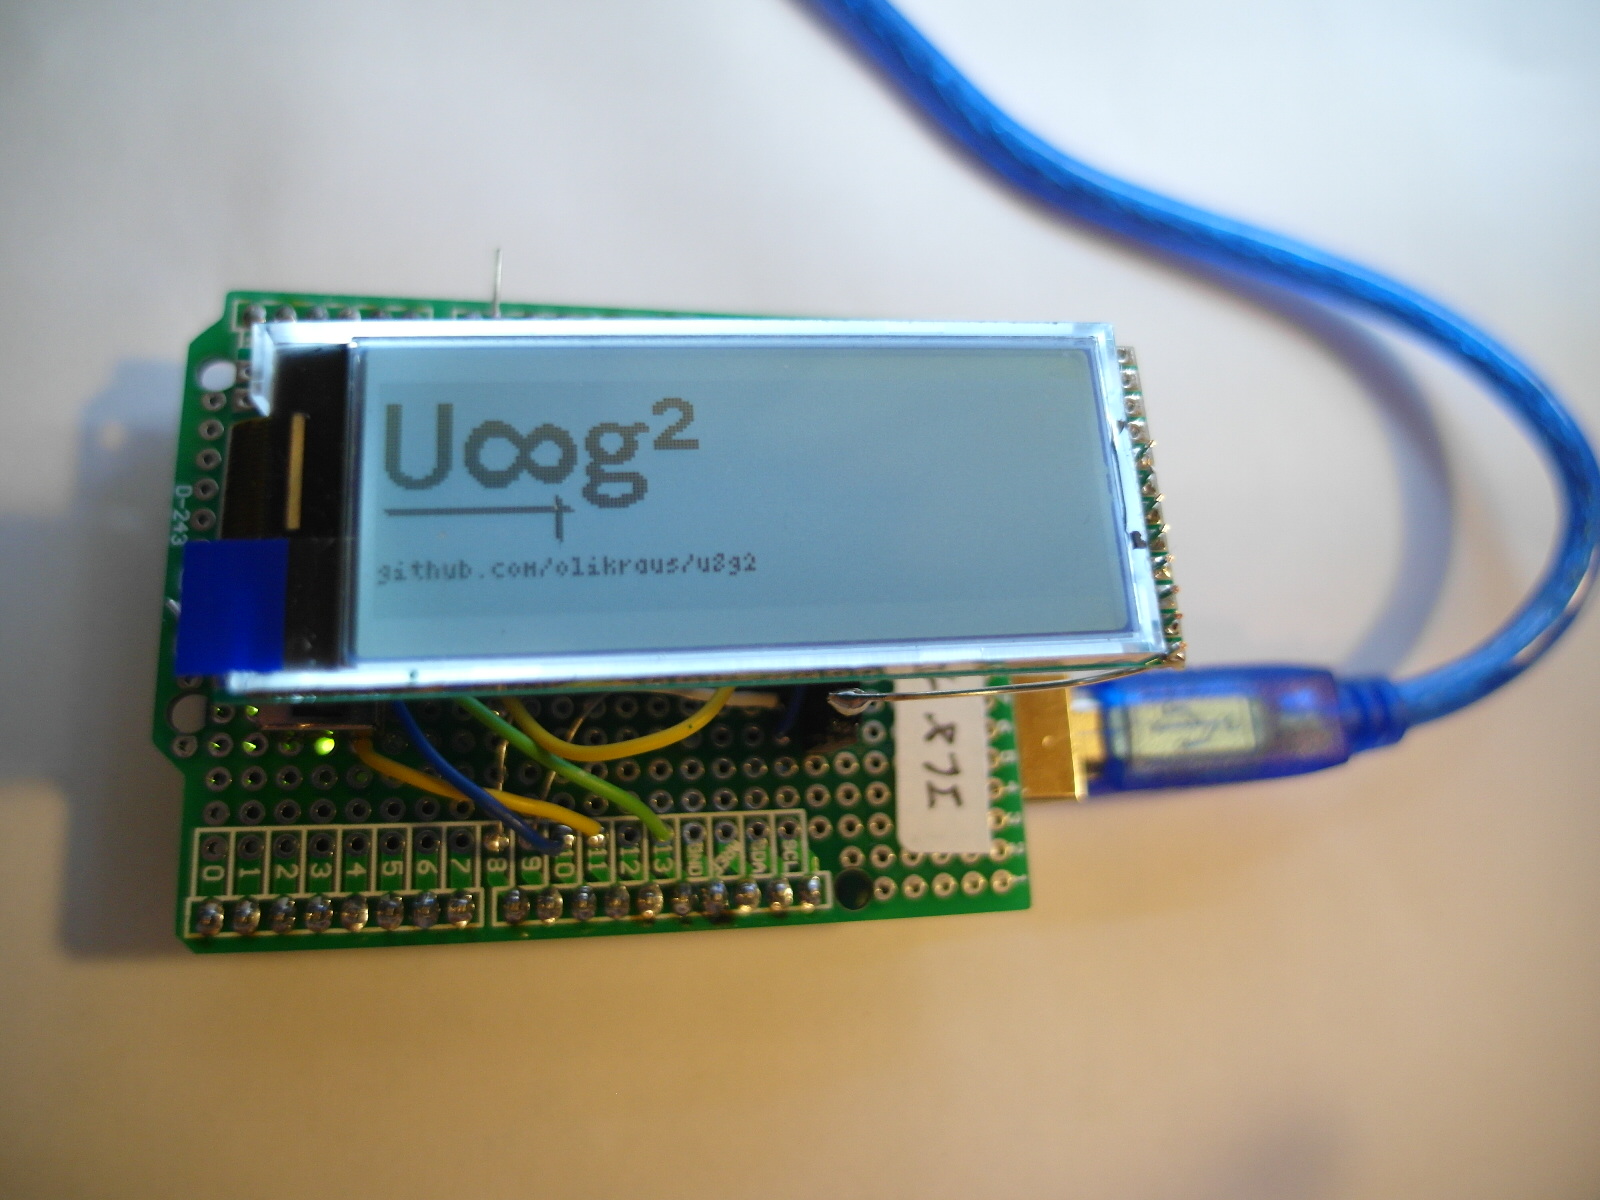 U∞g²
github.com/olikraus/u8g2
D-243
0 1 2 3 4 5 6 7 8 9 10 11 12 13 GND SDA SCL